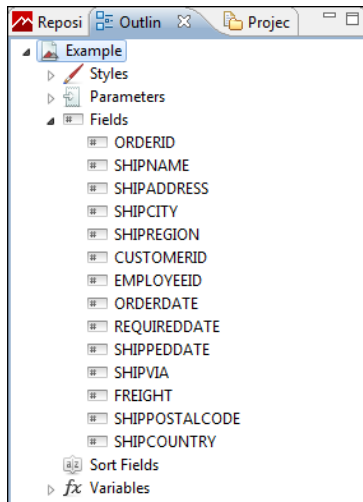 Reposi Outlin Projec
Example
Styles
Parameters
Fields
ORDERID
SHIPNAME
SHIPADDRESS
SHIPCITY
SHIPREGION
CUSTOMERID
EMPLOYEEID
ORDERDATE
REQUIREDDATE
SHIPPEDDATE
SHIPVIA
FREIGHT
SHIPPOSTALCODE
SHIPCOUNTRY
Sort Fields
fx Variables